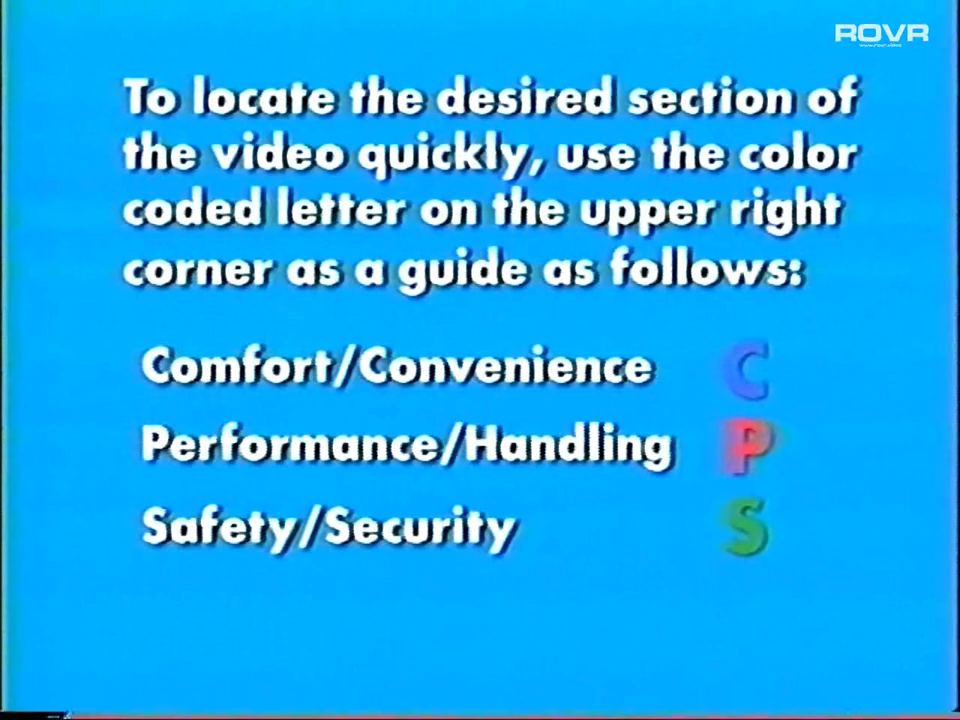 ROVR
To locate the desired section of
the video quickly, use the color
coded letter on the upper right
corner as a guide as follows:
Comfort/Convenience C
Performance/Handling P
Safety/Security S